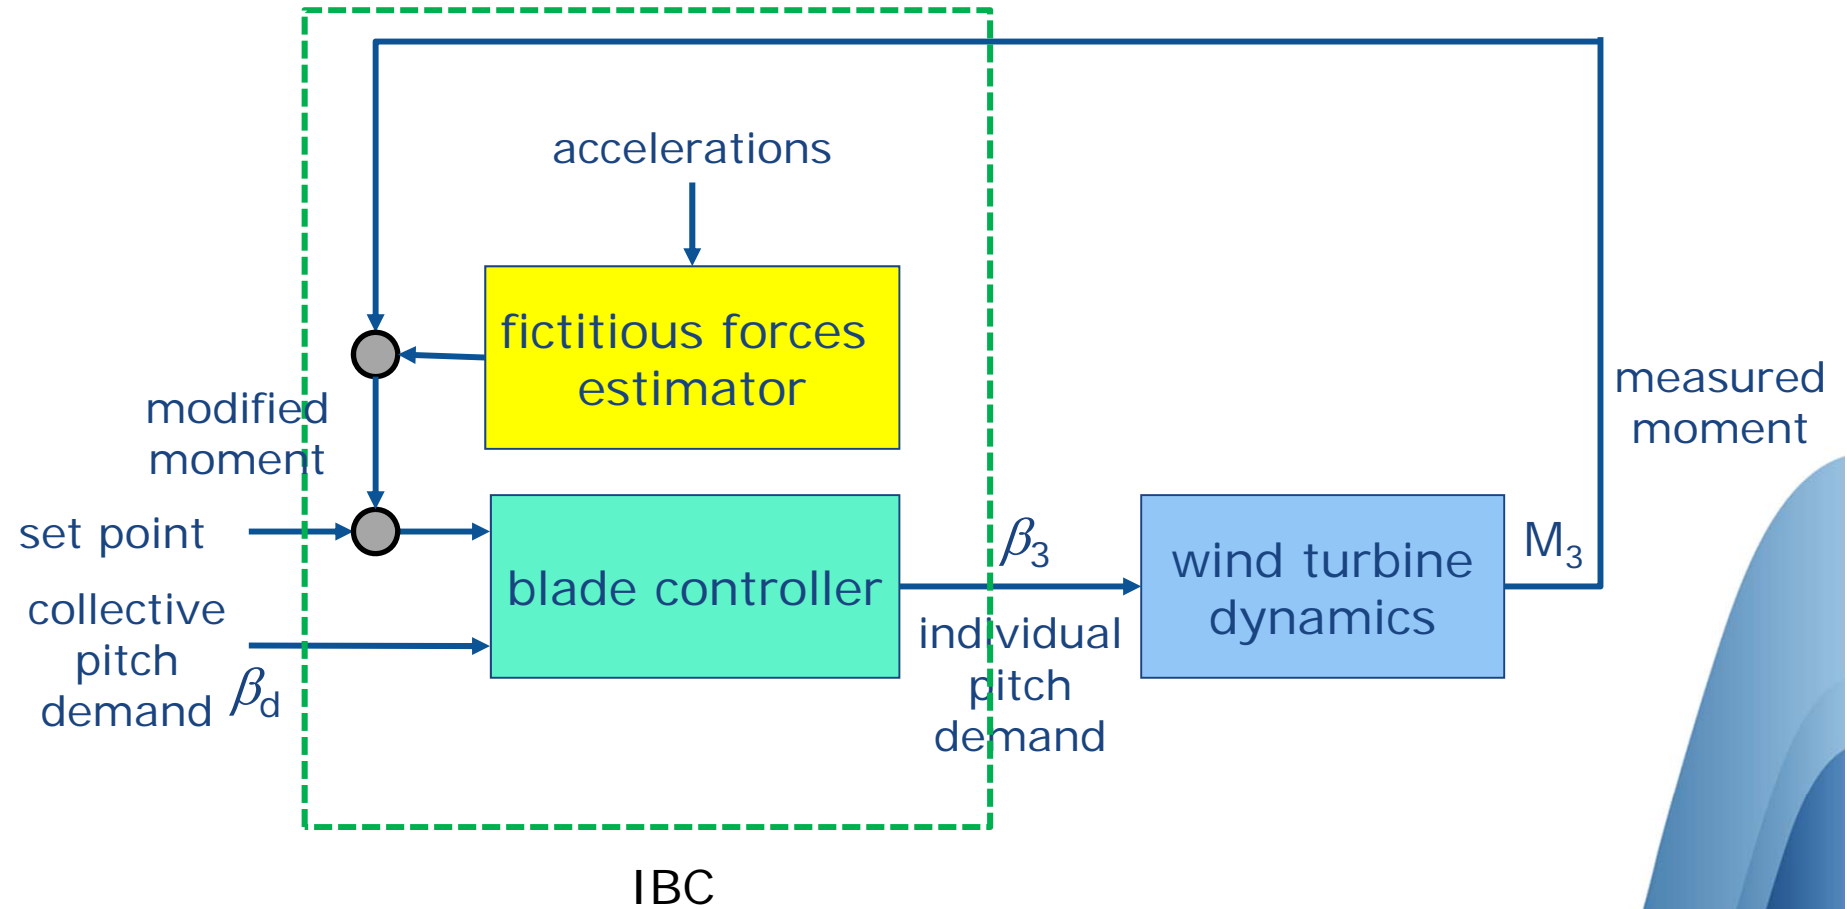 accelerations
fictitious forces
estimator
modified
moment
measured
moment
set point
blade controller
β3
wind turbine
dynamics
M3
collective
pitch
demand βd
individual
pitch
demand
IBC